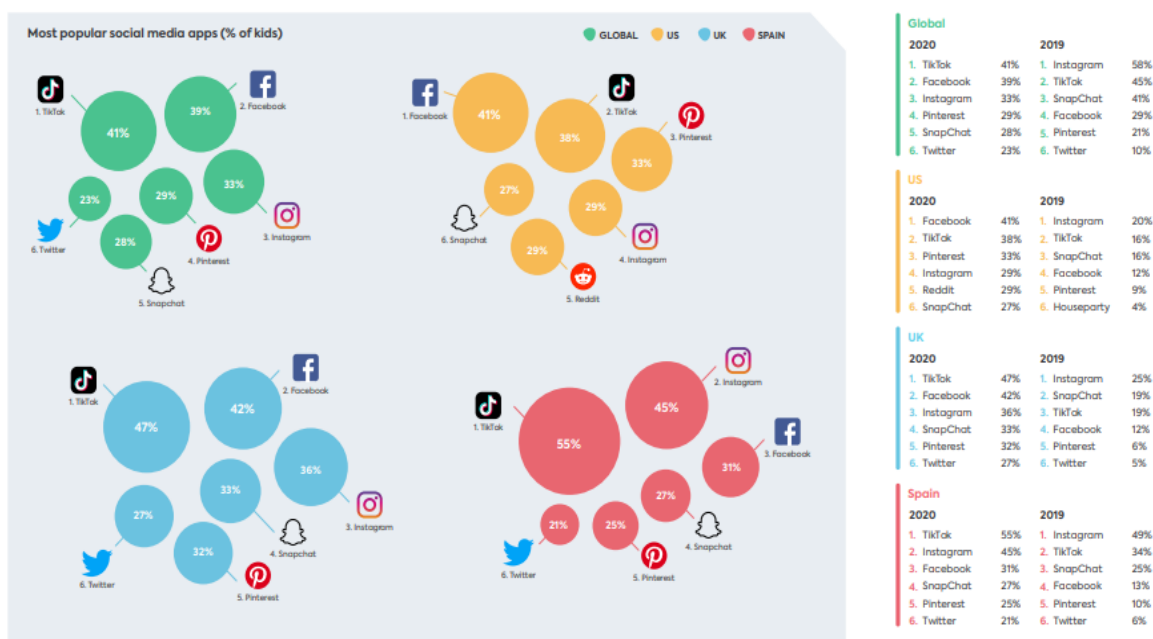 Most popular social media apps (% of kids)
GLOBAL US UK SPAIN
1. TikTok
41%
39%
2. Facebook
33%
3. Instagram
29%
4. Pinterest
28%
5. Snapchat
23%
6. Twitter
1. Facebook
41%
2. TikTok
38%
3. Pinterest
33%
29%
4. Instagram
29%
5. Reddit
27%
6. Snapchat
1. TikTok
47%
2. Facebook
42%
36%
3. Instagram
33%
4. Snapchat
32%
5. Pinterest
27%
6. Twitter
1. TikTok
55%
2. Instagram
45%
3. Facebook
31%
27%
4. Snapchat
25%
5. Pinterest
21%
6. Twitter
Global
2020 2019
1. TikTok 41% 1. Instagram 58%
2. Facebook 39% 2. TikTok 45%
3. Instagram 33% 3. SnapChat 41%
4. Pinterest 29% 4. Facebook 29%
5. SnapChat 28% 5. Pinterest 21%
6. Twitter 23% 6. Twitter 10%
US
2020 2019
1. Facebook 41% 1. Instagram 20%
2. TikTok 38% 2. TikTok 16%
3. Pinterest 33% 3. SnapChat 16%
4. Instagram 29% 4. Facebook 12%
5. Reddit 29% 5. Pinterest 9%
6. SnapChat 27% 6. Houseparty 4%
UK
2020 2019
1. TikTok 47% 1. Instagram 25%
2. Facebook 42% 2. SnapChat 19%
3. Instagram 36% 3. TikTok 19%
4. SnapChat 33% 4. Facebook 12%
5. Pinterest 32% 5. Pinterest 6%
6. Twitter 27% 6. Twitter 5%
Spain
2020 2019
1. TikTok 55% 1. Instagram 49%
2. Instagram 45% 2. TikTok 34%
3. Facebook 31% 3. SnapChat 25%
4. SnapChat 27% 4. Facebook 13%
5. Pinterest 25% 5. Pinterest 10%
6. Twitter 21% 6. Twitter 6%